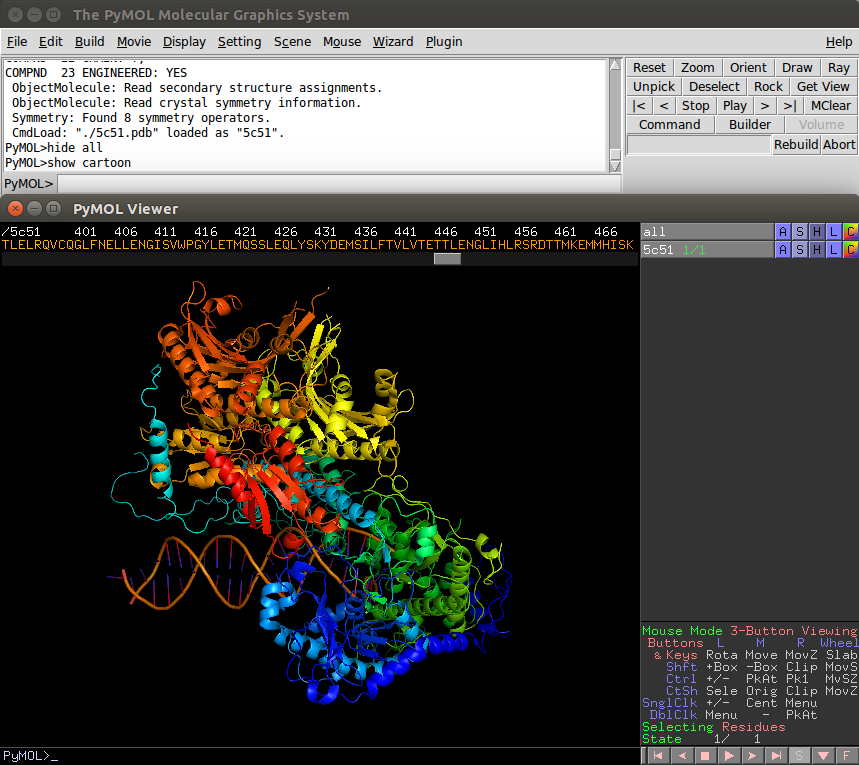 The PyMOL Molecular Graphics System
File Edit Build Movie Display Setting Scene Mouse Wizard Plugin Help
COMPND  23 ENGINEERED: YES
ObjectMolecule: Read secondary structure assignments.
ObjectMolecule: Read crystal symmetry information.
Symmetry: Found 8 symmetry operators.
CmdLoad: "./5c51.pdb" loaded as "5c51".
PyMOL>hide all
PyMOL>show cartoon
PyMOL>
Reset Zoom Orient Draw Ray
Unpick Deselect Rock Get View
|< < Stop Play > >| MClear
Command Builder Volume
Rebuild Abort
PyMOL Viewer
/5c51 401 406 411 416 421 426 431 436 441 446 451 456 461 466
TLELRQVCQGLFNELLENGISVWPGYLETMQSSLEQLYSKYDEMSILFTVLVTETTLENGLIHLRSRDTTMKEMMHISK
all A S H L C
5c51 1/1 A S H L C
Mouse Mode 3-Button Viewing
Buttons L M R Wheel
& Keys Rota Move MovZ Slab
Shft +Box -Box Clip MovS
Ctrl +/- PkAt Pk1 MvSZ
CtSh Sele Orig Clip MovZ
SnglClk +/- Cent Menu
DblClk Menu - PkAt
Selecting Residues
State 1/ 1
PyMOL>_
S F